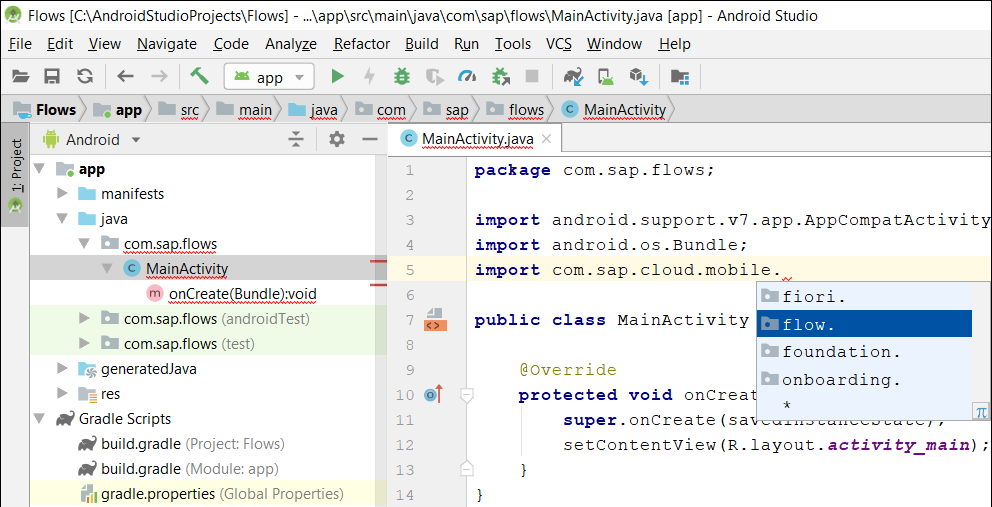 Flows [C:\AndroidStudioProjects\Flows] - ...\app\src\main\java\com\sap\flows\MainActivity.java [app] - Android Studio
File Edit View Navigate Code Analyze Refactor Build Run Tools VCS Window Help
app
Flows app src main java com sap flows MainActivity
1: Project
Android
app
manifests
java
com.sap.flows
C MainActivity
m onCreate(Bundle):void
com.sap.flows (androidTest)
com.sap.flows (test)
generatedJava
res
Gradle Scripts
build.gradle (Project: Flows)
build.gradle (Module: app)
gradle.properties (Global Properties)
C MainActivity.java
1 package com.sap.flows;
2
3 import android.support.v7.app.AppCompatActivity
4 import android.os.Bundle;
5 import com.sap.cloud.mobile.
6
7 public class MainActivity
8
9 @Override
10 protected void onCreat
11 super.onCreate(savedInstanceState);
12 setContentView(R.layout.activity_main);
13 }
14 }
fiori.
flow.
foundation.
onboarding.
*
π